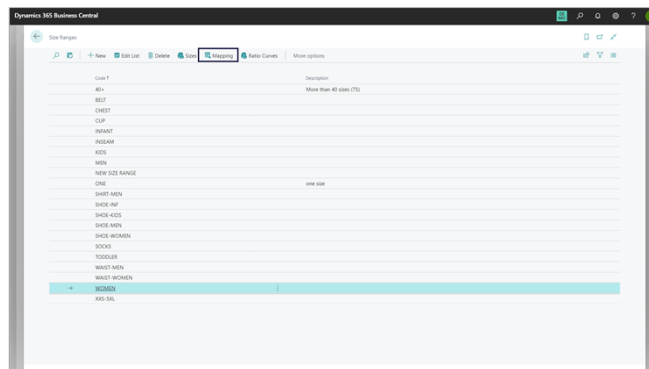 Dynamics 365 Business Central
?
Size Ranges
+ New Edit List Delete Sizes Mapping Ratio Curves More options
Code ↑ Description
40+ More than 40 sizes (75)
BELT
CHEST
CUP
INFANT
INSEAM
KIDS
MEN
NEW SIZE RANGE
ONE one size
SHIRT-MEN
SHOE-INF
SHOE-KIDS
SHOE-MEN
SHOE-WOMEN
SOCKS
TODDLER
WAIST-MEN
WAIST-WOMEN
→ WOMEN
XXS-5XL